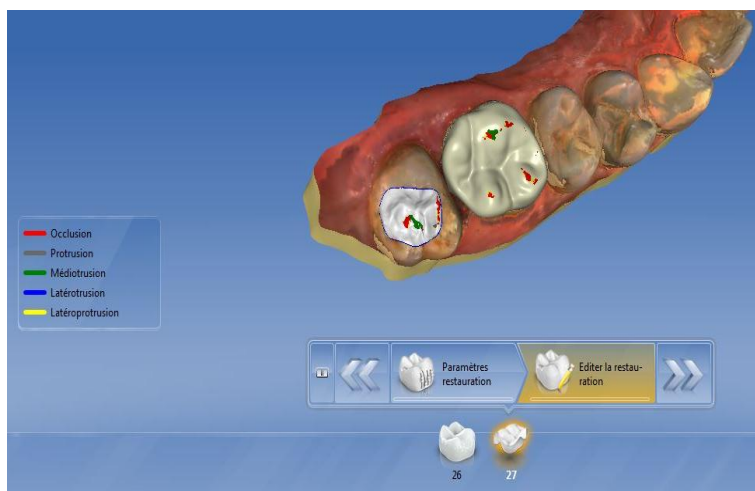 Occlusion
Protrusion
Médiotrusion
Latérotrusion
Latéroprotrusion
Paramètres
restauration
Editer la restau-
ration
26
27